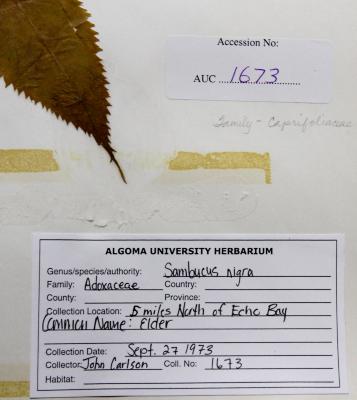 Accession No:
AUC 1673
Family - Caprifoliaceae
ALGOMA UNIVERSITY HERBARIUM
Genus/species/authority: Sambucus nigra
Family: Adoxaceae Country:
County: Province:
Collection Location: 5 miles North of Echo Bay
Common Name: Elder
Collection Date: Sept. 27 1973
Collector: John Carlson Coll. No: 1673
Habitat: